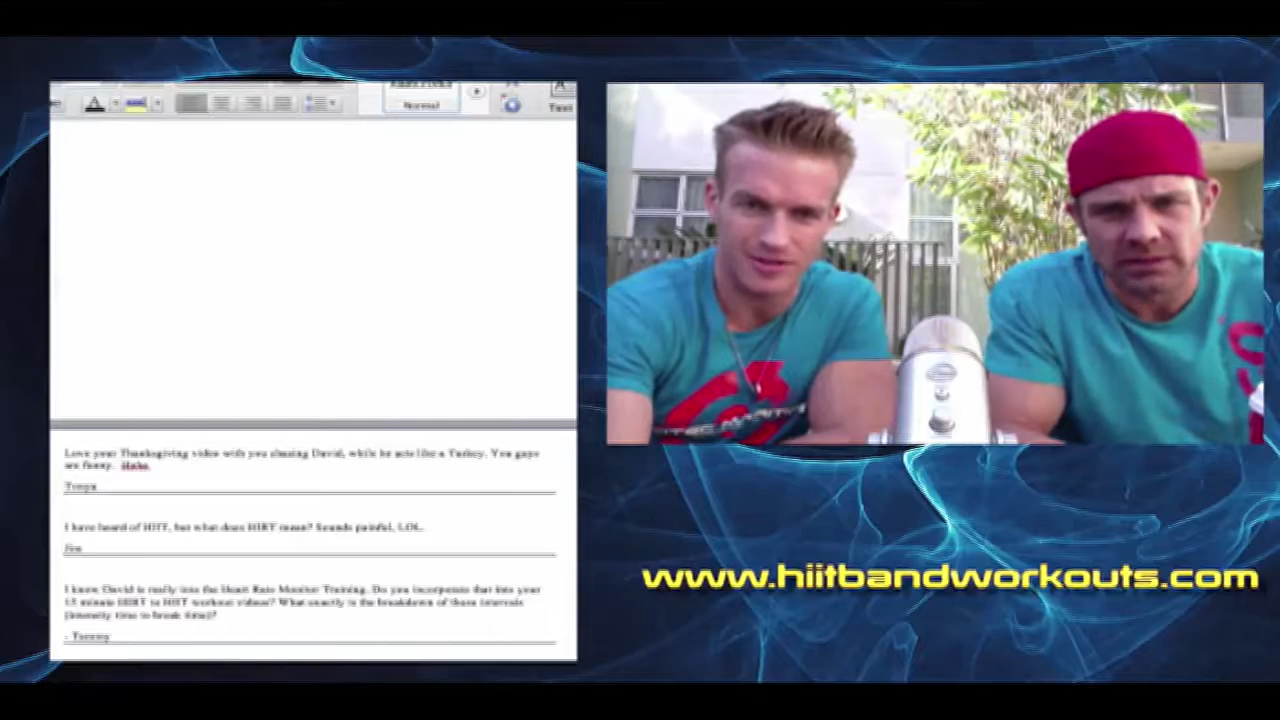 Normal
Text
Love your Thanksgiving video with you chasing David, while he acts like a Turkey. You guys
are funny. Haha.
Tonya
I have heard of HIIT, but what does HIRT mean? Sounds painful, LOL.
Jim
I know David is really into the Heart Rate Monitor Training. Do you incorporate that into your
15 minute HIRT to HIIT workout videos? What exactly is the breakdown of those intervals
(intensity time to break time)?
- Tammy
www.hiitbandworkouts.com